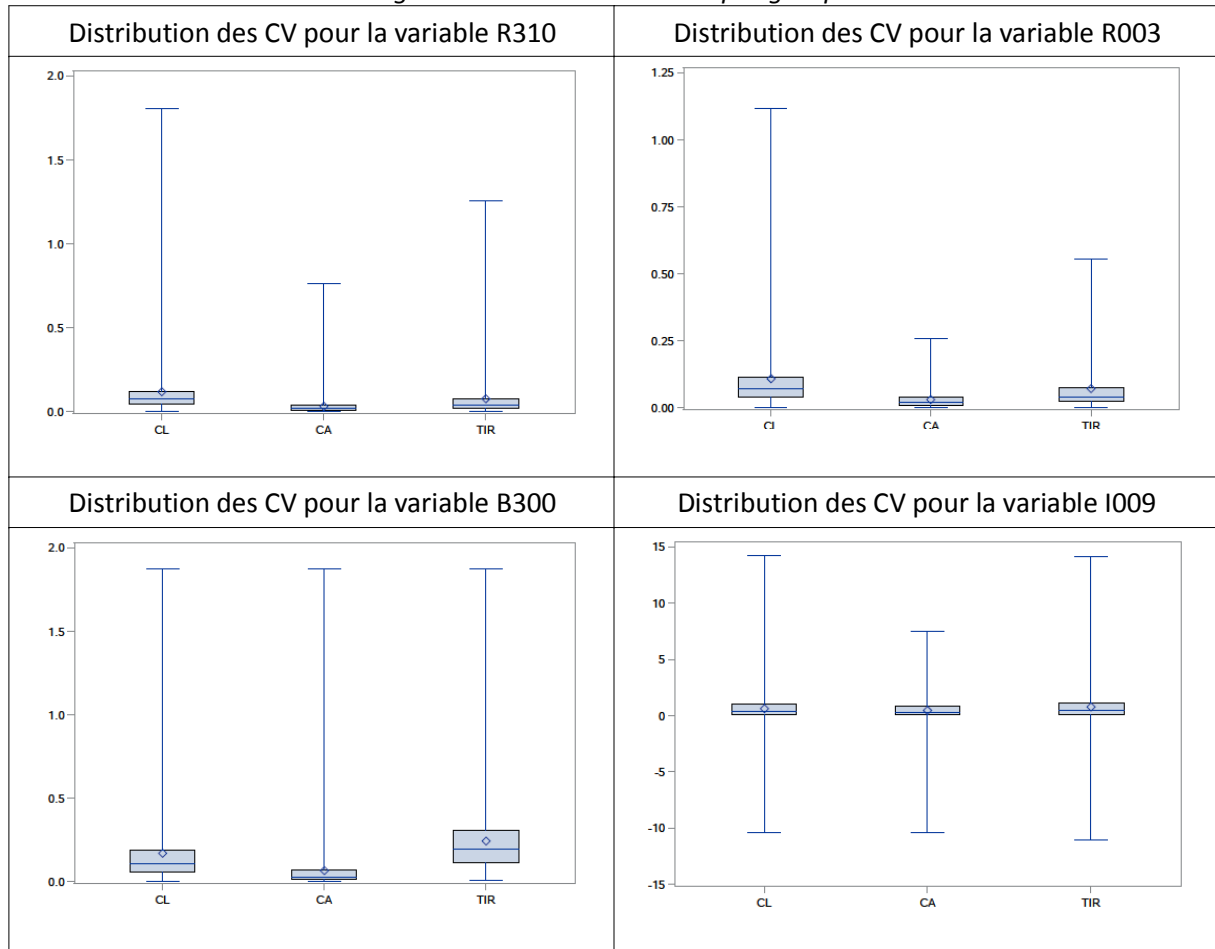 Distribution des CV pour la variable R310
Distribution des CV pour la variable R003
2.0
1.5
1.0
0.5
0.0
CL CA TIR
1.25
1.00
0.75
0.50
0.25
0.00
CL CA TIR
Distribution des CV pour la variable B300
Distribution des CV pour la variable I009
2.0
1.5
1.0
0.5
0.0
CL CA TIR
15
10
5
0
-5
-10
-15
CL CA TIR